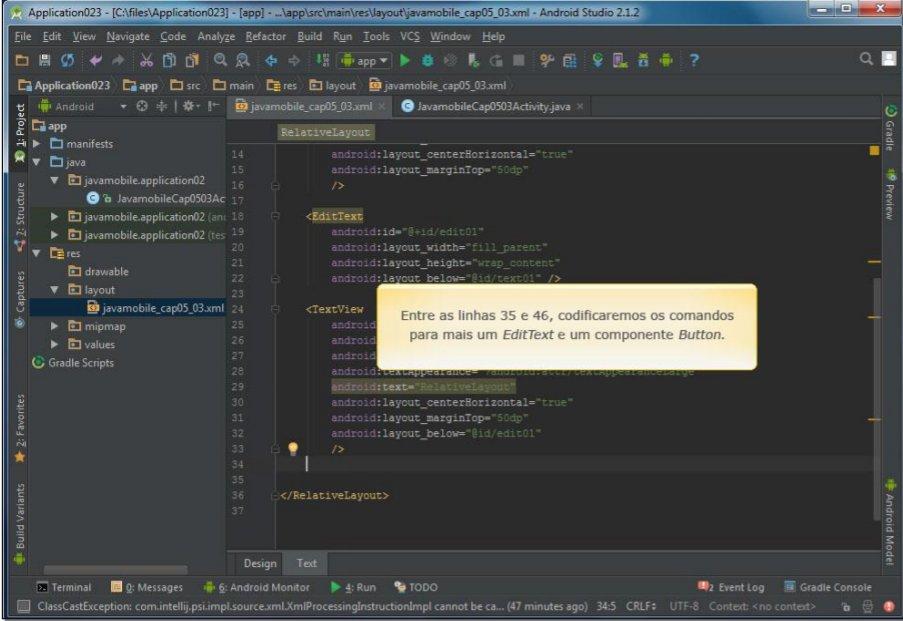 Application023 - [C:\files\Application023] - [app] - ...\app\src\main\res\layout\javamobile_cap05_03.xml - Android Studio 2.1.2
File Edit View Navigate Code Analyze Refactor Build Run Tools VCS Window Help
app
Application023 app src main res layout javamobile_cap05_03.xml
Android javamobile_cap05_03.xml JavamobileCap0503Activity.java
RelativeLayout
1: Project
7: Structure
Captures
2: Favorites
Build Variants
app
manifests
java
javamobile.application02
JavamobileCap0503Ac
javamobile.application02 (and
javamobile.application02 (tes
res
drawable
layout
javamobile_cap05_03.xml
mipmap
values
Gradle Scripts
14 android:layout_centerHorizontal="true"
15 android:layout_marginTop="50dp"
16 />
17
18 <EditText
19 android:id="@+id/edit01"
20 android:layout_width="fill_parent"
21 android:layout_height="wrap_content"
22 android:layout_below="@id/text01" />
23
24 <TextView
25 android
26 android
27 android
28 android:textAppearance="?android:attr/textAppearanceLarge"
29 android:text="RelativeLayout"
30 android:layout_centerHorizontal="true"
31 android:layout_marginTop="50dp"
32 android:layout_below="@id/edit01"
33 />
34
35
36 </RelativeLayout>
37
Entre as linhas 35 e 46, codificaremos os comandos
para mais um EditText e um componente Button.
Gradle
Preview
Android Model
Design Text
Terminal 0: Messages 6: Android Monitor 4: Run TODO 2 Event Log Gradle Console
ClassCastException: com.intellij.psi.impl.source.xml.XmlProcessingInstructionImpl cannot be ca... (47 minutes ago) 34:5 CRLF UTF-8 Context: <no context>